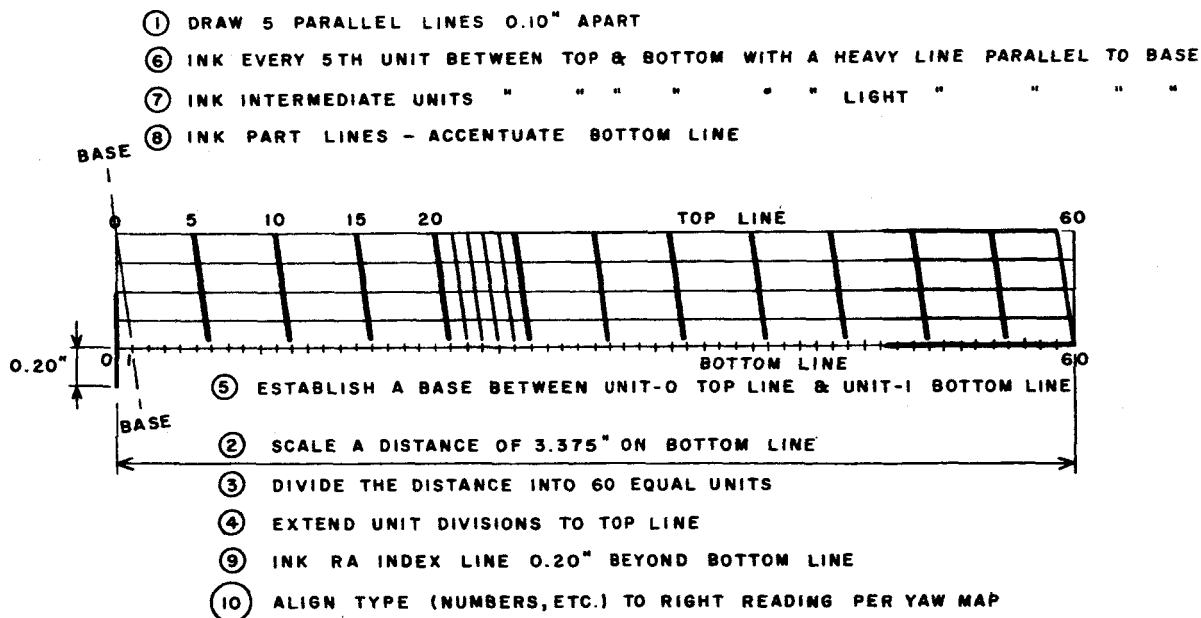 ① DRAW 5 PARALLEL LINES 0.10" APART
⑥ INK EVERY 5TH UNIT BETWEEN TOP & BOTTOM WITH A HEAVY LINE PARALLEL TO BASE
⑦ INK INTERMEDIATE UNITS " " " " " " LIGHT " " " "
⑧ INK PART LINES - ACCENTUATE BOTTOM LINE
BASE
0 5 10 15 20 TOP LINE 60
0.20" 0 1 BOTTOM LINE 60
⑤ ESTABLISH A BASE BETWEEN UNIT-0 TOP LINE & UNIT-1 BOTTOM LINE
BASE
② SCALE A DISTANCE OF 3.375" ON BOTTOM LINE
③ DIVIDE THE DISTANCE INTO 60 EQUAL UNITS
④ EXTEND UNIT DIVISIONS TO TOP LINE
⑨ INK RA INDEX LINE 0.20" BEYOND BOTTOM LINE
⑩ ALIGN TYPE (NUMBERS, ETC.) TO RIGHT READING PER YAW MAP